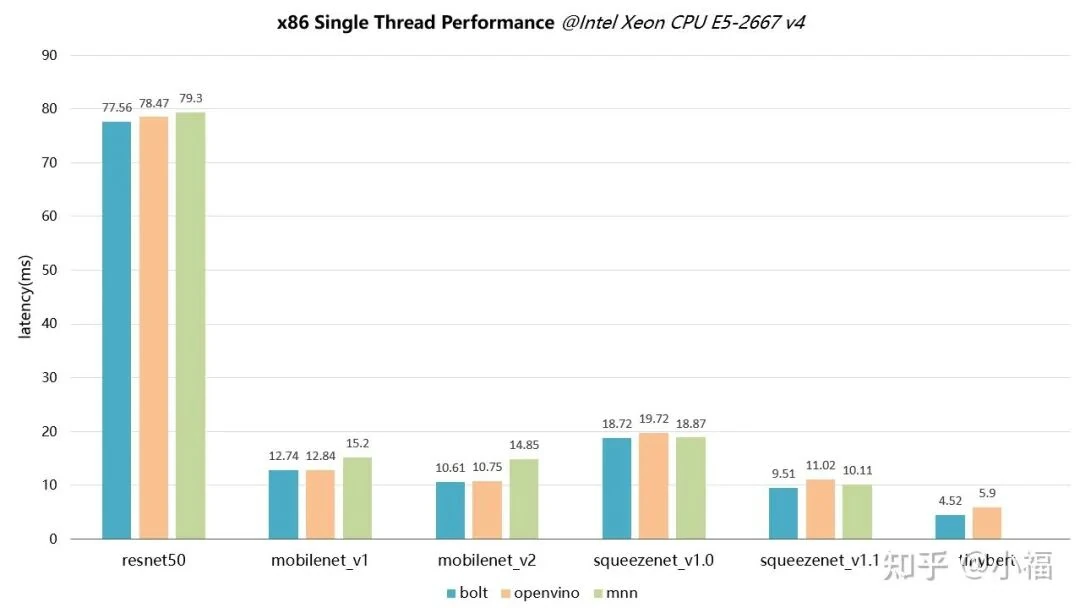 x86 Single Thread Performance @Intel Xeon CPU E5-2667 v4
90
80
70
60
50
40
30
20
10
0
latency(ms)
77.56 78.47 79.3
12.74 12.84 15.2
10.61 10.75 14.85
18.72 19.72 18.87
9.51 11.02 10.11
4.52 5.9
resnet50 mobilenet_v1 mobilenet_v2 squeezenet_v1.0 squeezenet_v1.1 tinybert
知乎 @小福
bolt openvino mnn